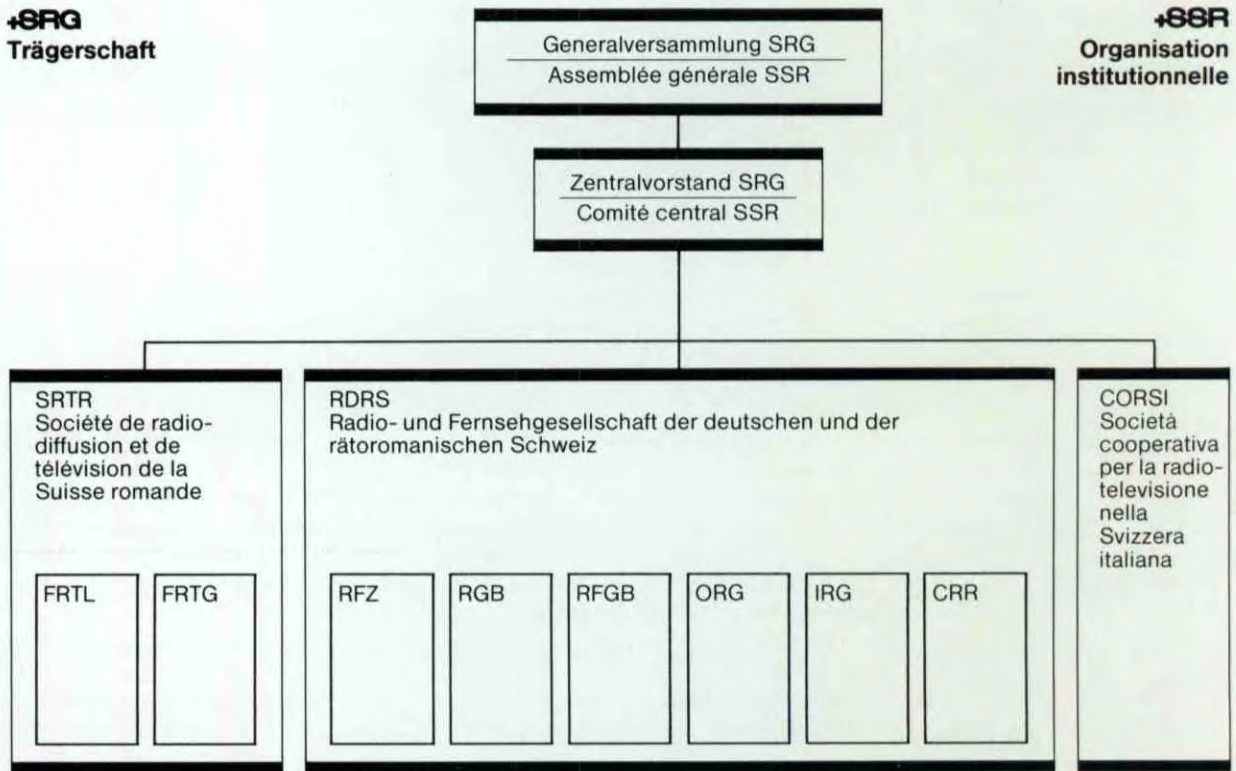 +SRG
Trägerschaft
+SSR
Organisation
institutionnelle
Generalversammlung SRG
Assemblée générale SSR
Zentralvorstand SRG
Comité central SSR
SRTR
Société de radio-
diffusion et de
télévision de la
Suisse romande
FRTL
FRTG
RDRS
Radio- und Fernsehgesellschaft der deutschen und der
rätoromanischen Schweiz
RFZ
RGB
RFGB
ORG
IRG
CRR
CORSI
Società
cooperativa
per la radio-
televisione
nella
Svizzera
italiana